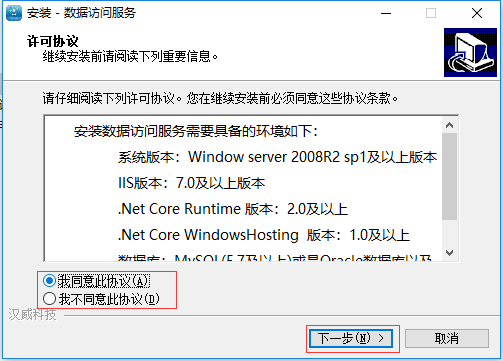 安装 - 数据访问服务
许可协议
继续安装前请阅读下列重要信息。
请仔细阅读下列许可协议。您在继续安装前必须同意这些协议条款。
安装数据访问服务需要具备的环境如下：
系统版本：Window server 2008R2 sp1及以上版本
IIS版本：7.0及以上版本
.Net Core Runtime 版本：2.0及以上
.Net Core WindowsHosting 版本：1.0及以上
数据库：MySQL(5.7及以上)或是Oracle数据库以及
我同意此协议(A)
我不同意此协议(D)
汉威科技
下一步(N) >
取消